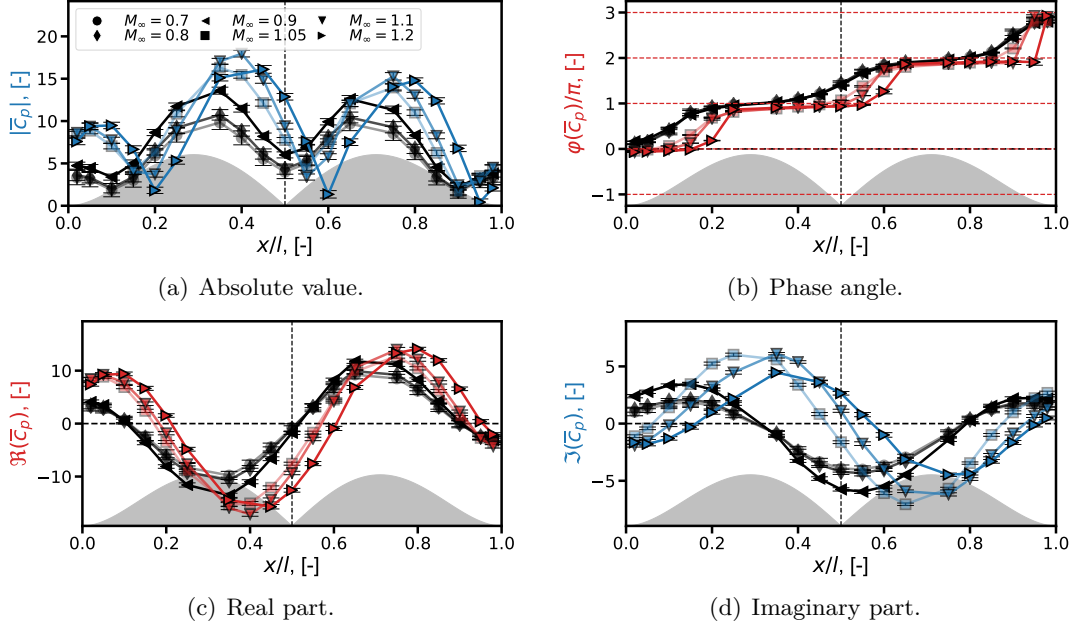 M∞ = 0.7 M∞ = 0.9 M∞ = 1.1
M∞ = 0.8 M∞ = 1.05 M∞ = 1.2
20
15
10
5
0
|c̅p|, [-]
0.0 0.2 0.4 0.6 0.8 1.0
x/l, [-]
(a) Absolute value.
3
2
1
0
−1
φ(c̅p)/π, [-]
0.0 0.2 0.4 0.6 0.8 1.0
x/l, [-]
(b) Phase angle.
10
0
−10
ℜ(c̅p), [-]
0.0 0.2 0.4 0.6 0.8 1.0
x/l, [-]
(c) Real part.
5
0
−5
ℑ(c̅p), [-]
0.0 0.2 0.4 0.6 0.8 1.0
x/l, [-]
(d) Imaginary part.